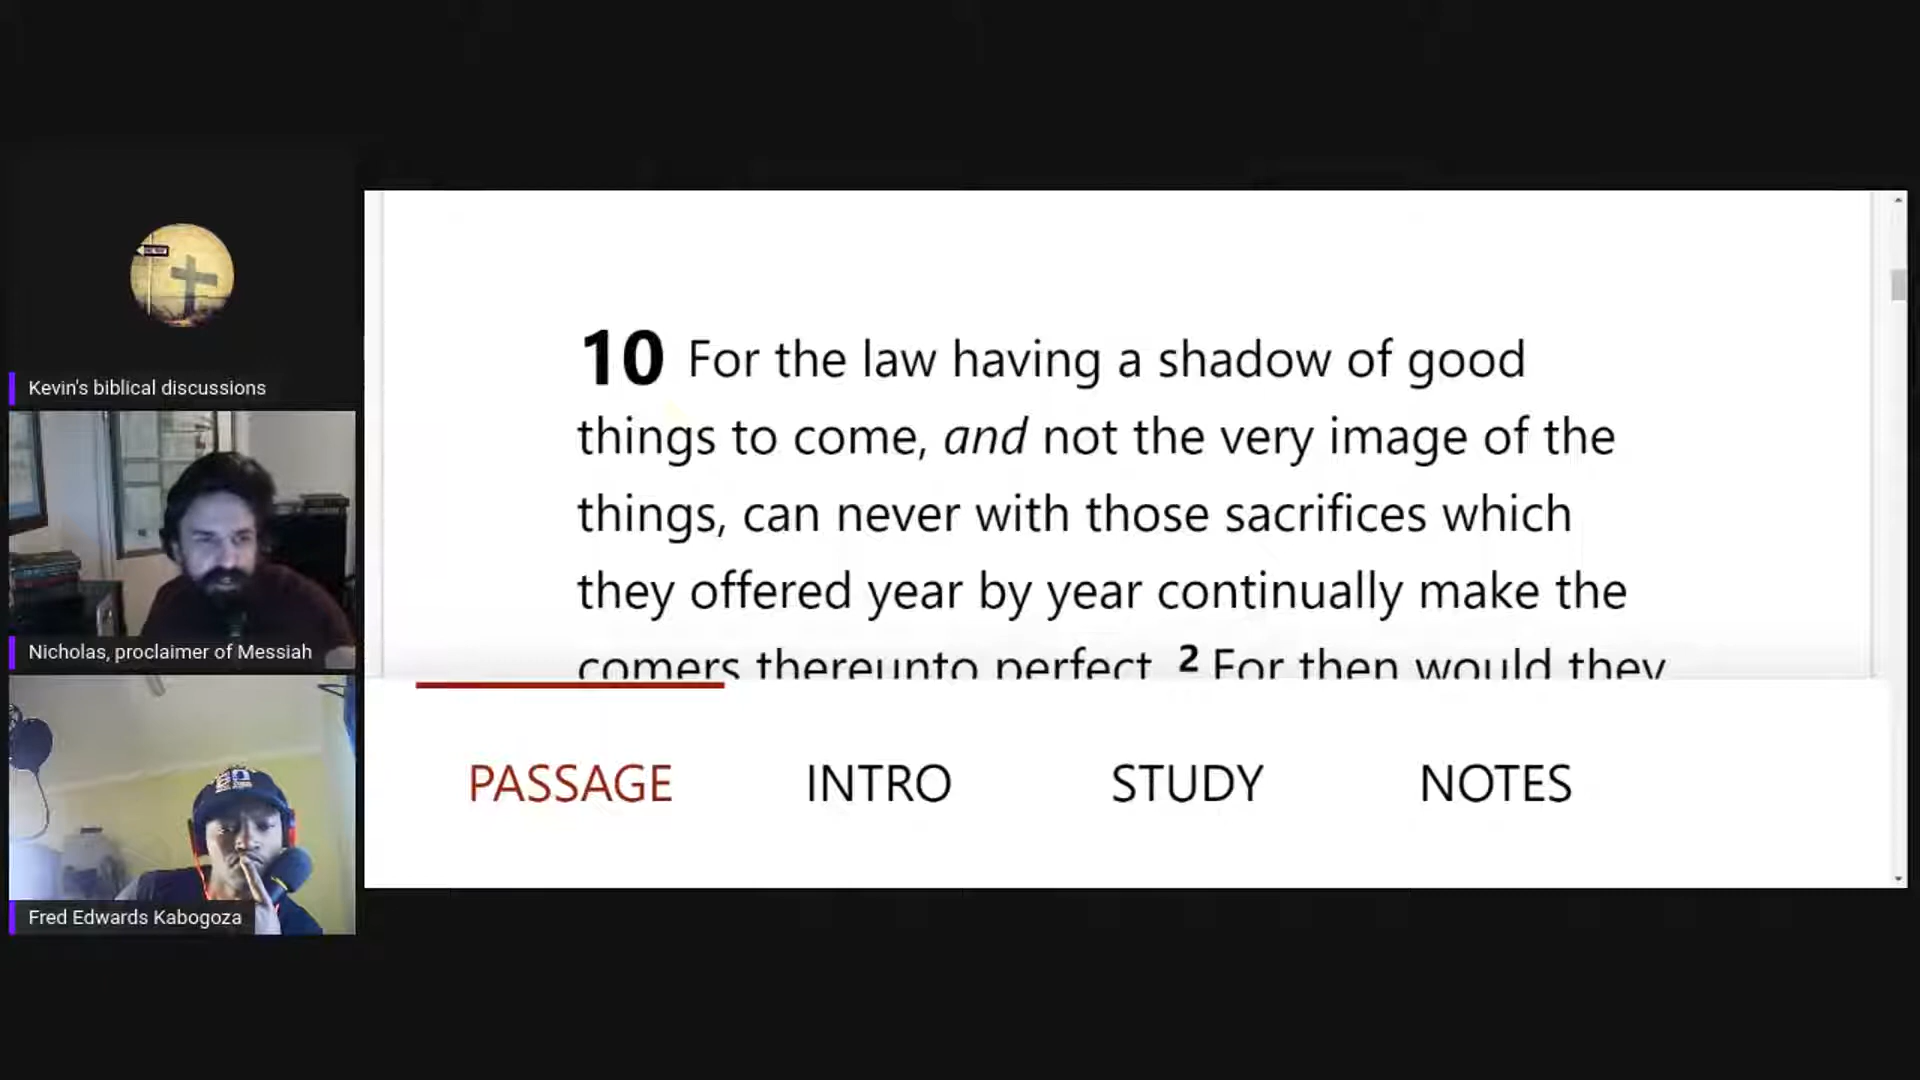 Kevin's biblical discussions
Nicholas, proclaimer of Messiah
Fred Edwards Kabogoza
10 For the law having a shadow of good
things to come, and not the very image of the
things, can never with those sacrifices which
they offered year by year continually make the
comers thereunto perfect. 2 For then would they
PASSAGE INTRO STUDY NOTES